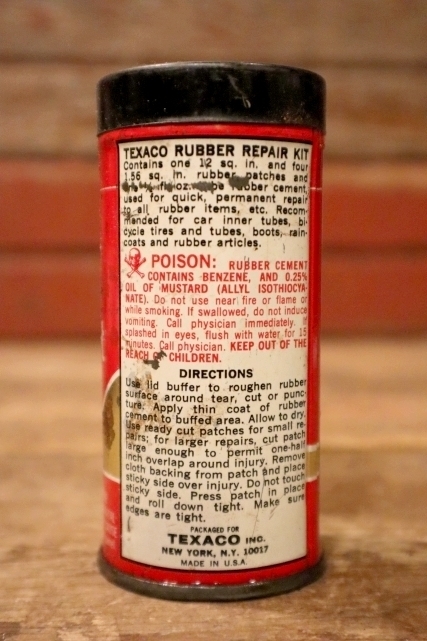 TEXACO RUBBER REPAIR KIT
Contains one 12 sq. in. and four
1.56 sq. in. rubber patches and
fl. oz. tube rubber cement,
used for quick, permanent repair
to all rubber items, etc. Recom-
mended for car inner tubes, bi-
cycle tires and tubes, boots, rain-
coats and rubber articles.
POISON: RUBBER CEMENT
CONTAINS BENZENE, AND 0.25%
OIL OF MUSTARD (ALLYL ISOTHIOCYA-
NATE). Do not use near fire or flame or
while smoking. If swallowed, do not induce
vomiting. Call physician immediately. If
splashed in eyes, flush with water for 15
minutes. Call physician. KEEP OUT OF THE
REACH OF CHILDREN.
DIRECTIONS
Use lid buffer to roughen rubber
surface around tear, cut or punc-
ture. Apply thin coat of rubber
cement to buffed area. Allow to dry.
Use ready cut patches for small re-
pairs; for larger repairs, cut patch
large enough to permit one-half
inch overlap around injury. Remove
cloth backing from patch and place
sticky side over injury. Do not touch
sticky side. Press patch in place
and roll down tight. Make sure
edges are tight.
PACKAGED FOR
TEXACO INC.
NEW YORK, N.Y. 10017
MADE IN U.S.A.